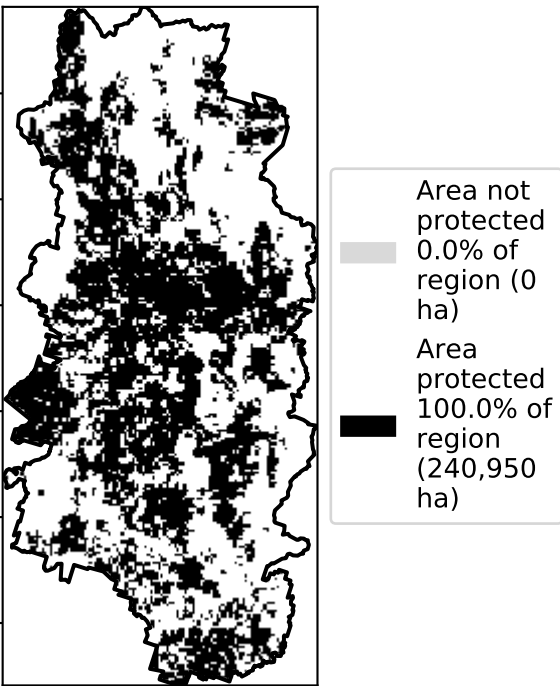 Area not
protected
0.0% of
region (0
ha)
Area
protected
100.0% of
region
(240,950
ha)